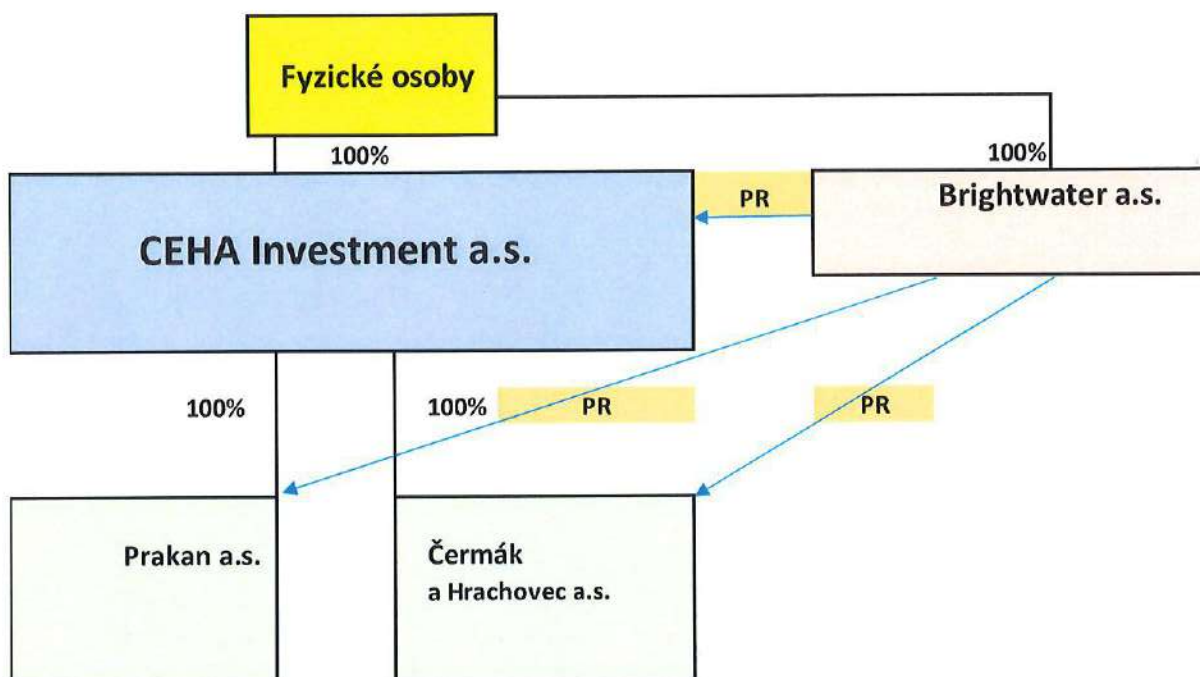 Fyzické osoby
100%
100%
CEHA Investment a.s.
PR
Brightwater a.s.
100%
100%
PR
PR
Prakan a.s.
Čermák
a Hrachovec a.s.